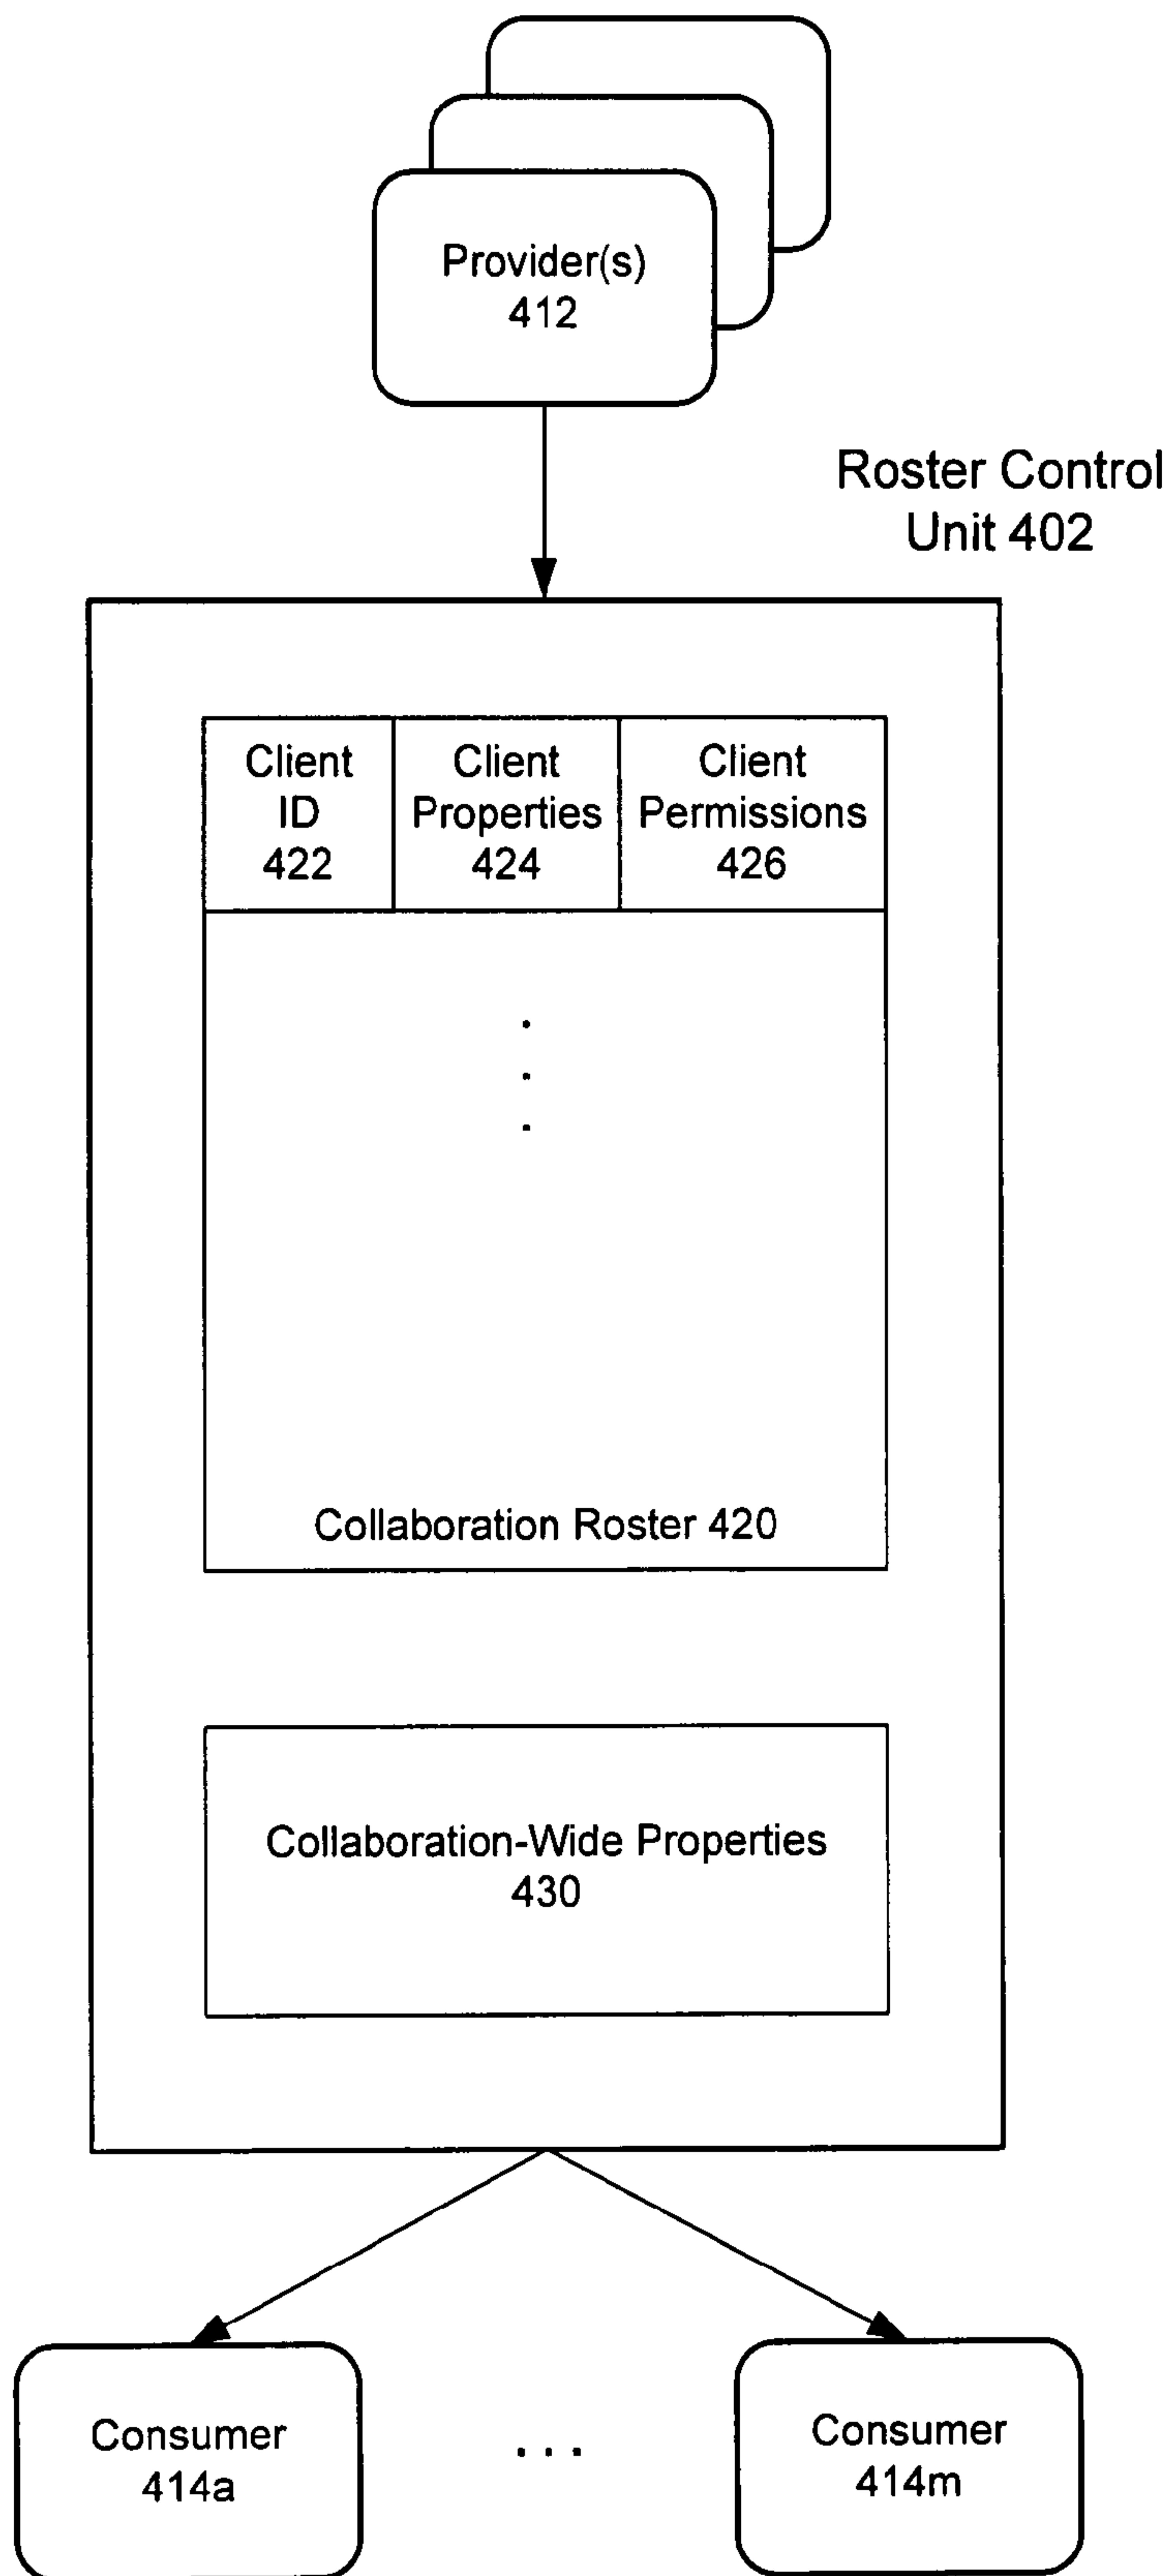 Provider(s)
412
Roster Control
Unit 402
Client
ID
422
Client
Properties
424
Client
Permissions
426
.
.
.
Collaboration Roster 420
Collaboration-Wide Properties
430
Consumer
414a
...
Consumer
414m